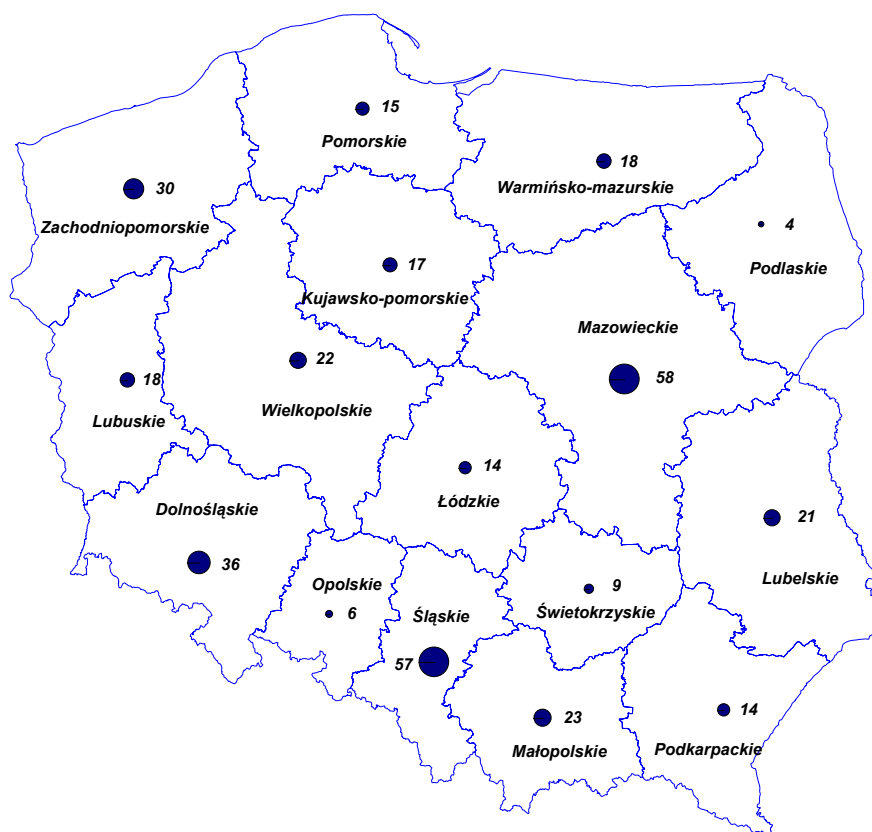 15
Pomorskie
18
Warmińsko-mazurskie
30
Zachodniopomorskie
4
Podlaskie
17
Kujawsko-pomorskie
Mazowieckie
58
22
Wielkopolskie
18
Lubuskie
14
Łódzkie
Dolnośląskie
36
21
Lubelskie
Opolskie
6
9
Świetokrzyskie
Śląskie
57
23
Małopolskie
14
Podkarpackie